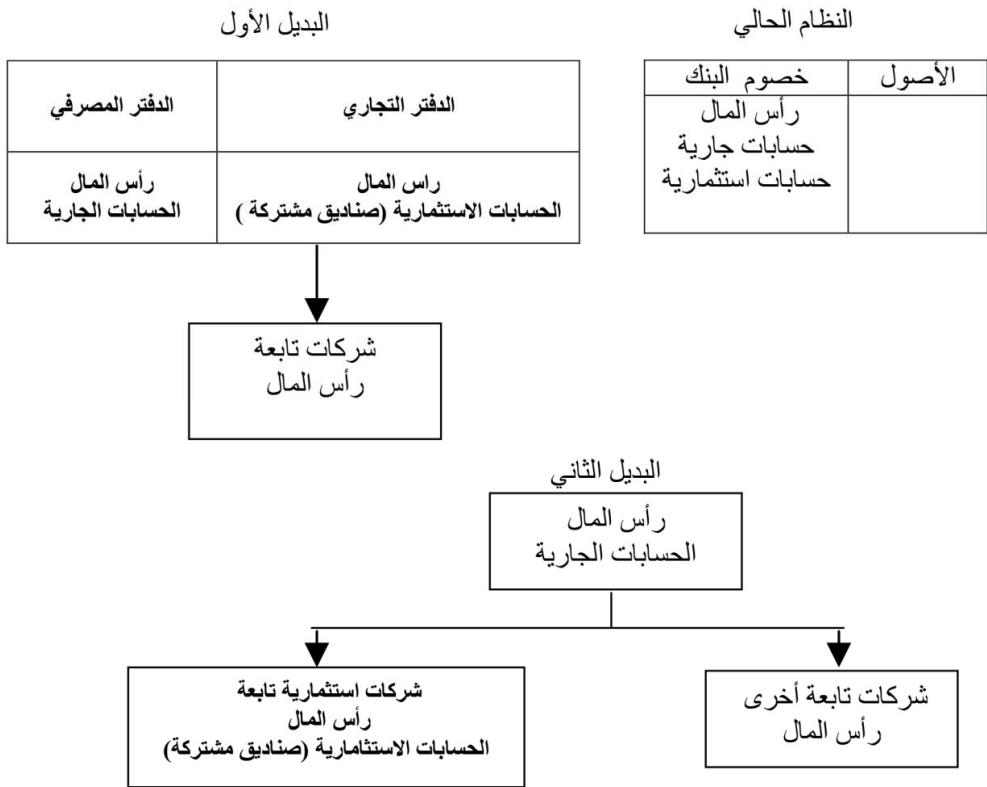 النظام الحالي
الأصول
خصوم البنك
رأس المال
حسابات جارية
حسابات استثمارية
البديل الأول
الدفتر التجاري
الدفتر المصرفي
راس المال
الحسابات الاستثمارية (صناديق مشتركة )
رأس المال
الحسابات الجارية
شركات تابعة
رأس المال
البديل الثاني
رأس المال
الحسابات الجارية
شركات تابعة أخرى
رأس المال
شركات استثمارية تابعة
رأس المال
الحسابات الاستثامارية (صناديق مشتركة)